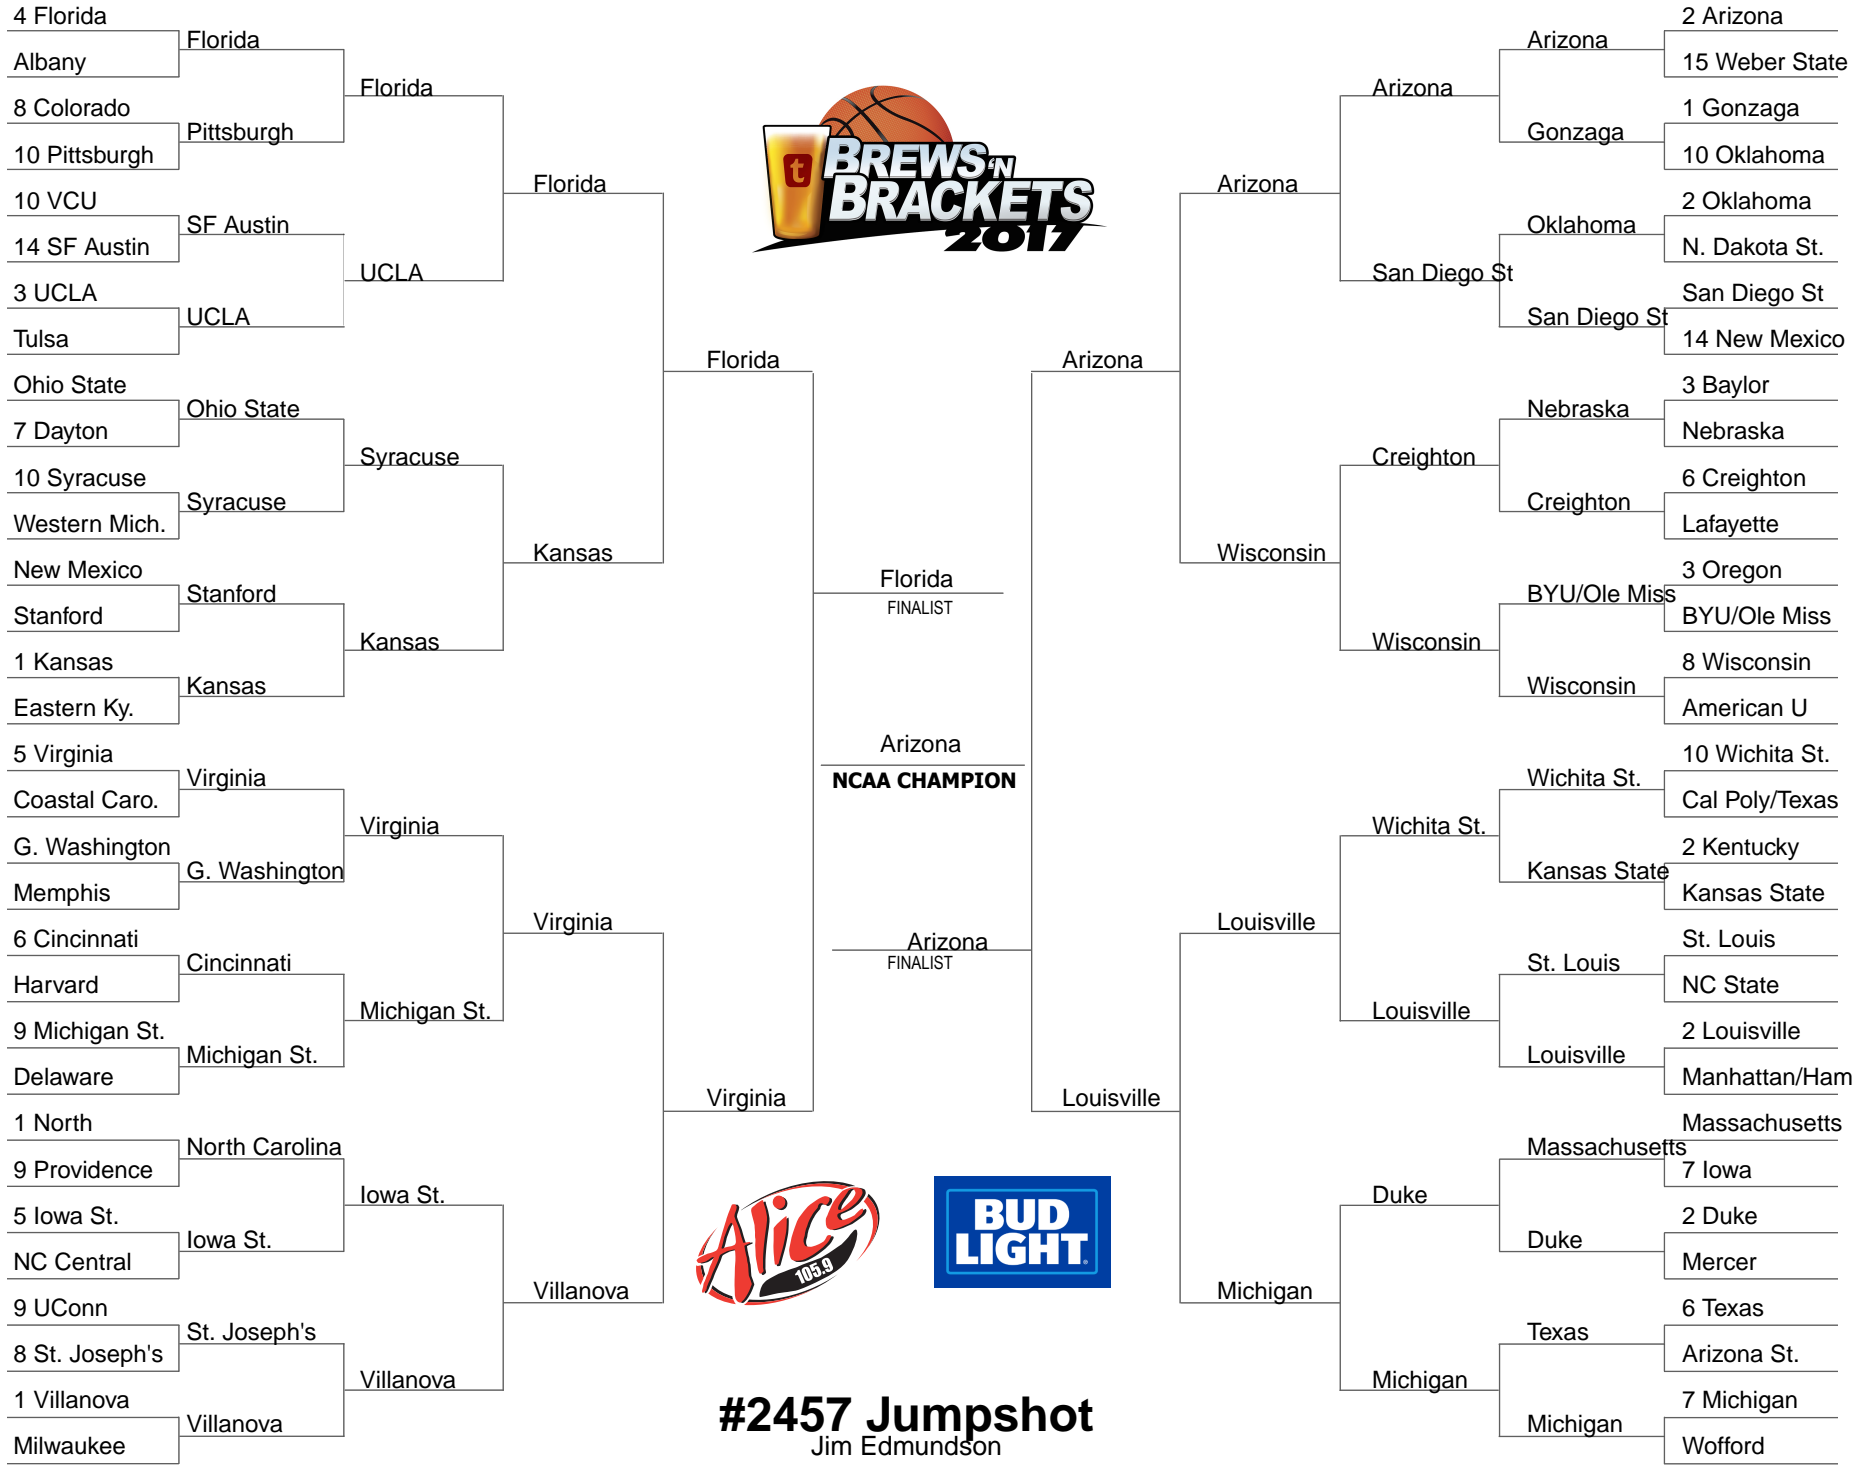 4 Florida
Albany
8 Colorado
10 Pittsburgh
10 VCU
14 SF Austin
3 UCLA
Tulsa
Ohio State
7 Dayton
10 Syracuse
Western Mich.
New Mexico
Stanford
1 Kansas
Eastern Ky.
5 Virginia
Coastal Caro.
G. Washington
Memphis
6 Cincinnati
Harvard
9 Michigan St.
Delaware
1 North
9 Providence
5 Iowa St.
NC Central
9 UConn
8 St. Joseph's
1 Villanova
Milwaukee
Florida
Pittsburgh
SF Austin
UCLA
Ohio State
Syracuse
Stanford
Kansas
Virginia
G. Washington
Cincinnati
Michigan St.
North Carolina
Iowa St.
St. Joseph's
Villanova
Florida
UCLA
Syracuse
Kansas
Virginia
Michigan St.
Iowa St.
Villanova
Florida
Kansas
Virginia
Villanova
Florida
Virginia
t
BREWS 'N
BRACKETS
2017
Florida
FINALIST
Arizona
NCAA CHAMPION
Arizona
FINALIST
Alice
105.9
BUD
LIGHT
#2457 Jumpshot
Jim Edmundson
Arizona
Louisville
Arizona
Wisconsin
Louisville
Michigan
Arizona
San Diego St
Creighton
Wisconsin
Wichita St.
Louisville
Duke
Michigan
Arizona
Gonzaga
Oklahoma
San Diego St
Nebraska
Creighton
BYU/Ole Miss
Wisconsin
Wichita St.
Kansas State
St. Louis
Louisville
Massachusetts
Duke
Texas
Michigan
2 Arizona
15 Weber State
1 Gonzaga
10 Oklahoma
2 Oklahoma
N. Dakota St.
San Diego St
14 New Mexico
3 Baylor
Nebraska
6 Creighton
Lafayette
3 Oregon
BYU/Ole Miss
8 Wisconsin
American U
10 Wichita St.
Cal Poly/Texas
2 Kentucky
Kansas State
St. Louis
NC State
2 Louisville
Manhattan/Ham
Massachusetts
7 Iowa
2 Duke
Mercer
6 Texas
Arizona St.
7 Michigan
Wofford